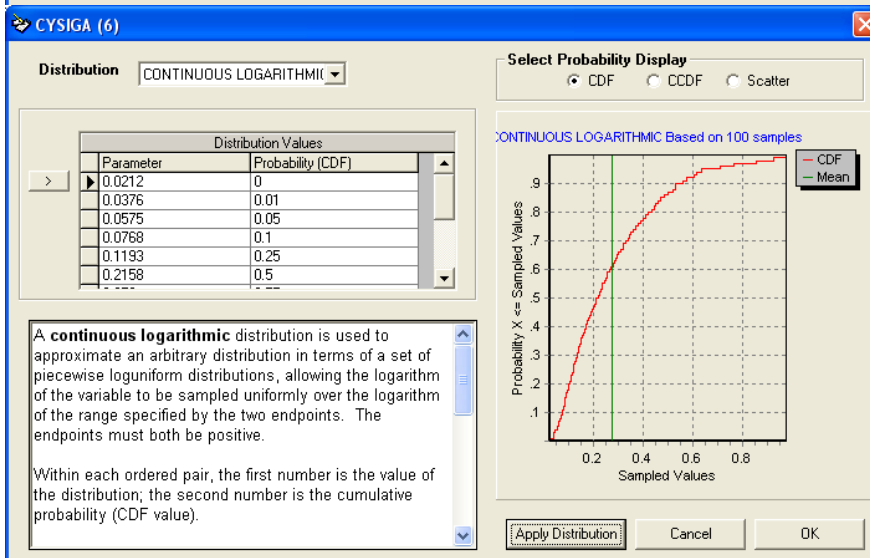 CYSIGA (6)
Distribution
CONTINUOUS LOGARITHMI(
Select Probability Display
CDF
CCDF
Scatter
Distribution Values
Parameter Probability (CDF)
>
0.0212 0
0.0376 0.01
0.0575 0.05
0.0768 0.1
0.1193 0.25
0.2158 0.5
A continuous logarithmic distribution is used to
approximate an arbitrary distribution in terms of a set of
piecewise loguniform distributions, allowing the logarithm
of the variable to be sampled uniformly over the logarithm
of the range specified by the two endpoints. The
endpoints must both be positive.
Within each ordered pair, the first number is the value of
the distribution; the second number is the cumulative
probability (CDF value).
CONTINUOUS LOGARITHMIC Based on 100 samples
CDF
Mean
Probability X <= Sampled Values
.9
.8
.7
.6
.5
.4
.3
.2
.1
0.2 0.4 0.6 0.8
Sampled Values
Apply Distribution
Cancel
OK